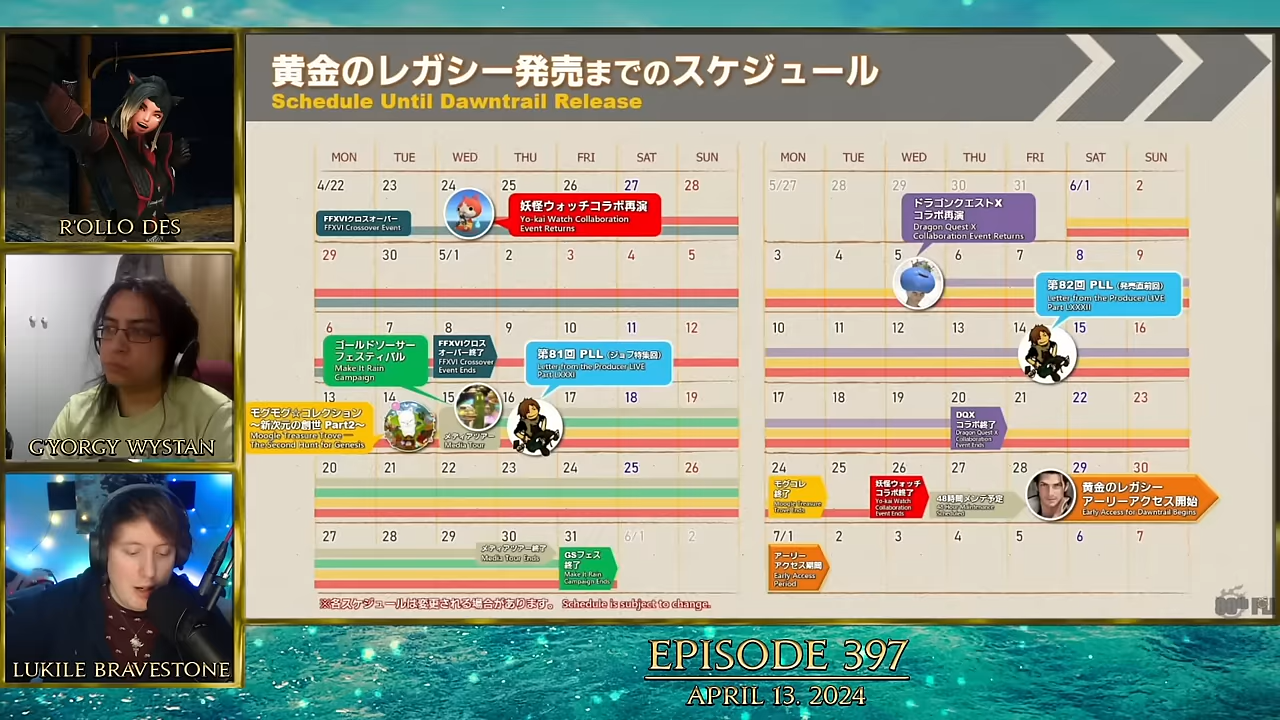 黄金のレガシー発売までのスケジュール
Schedule Until Dawntrail Release
R'OLLO DES
G'YORGY WYSTAN
LUKILE BRAVESTONE
MON TUE WED THU FRI SAT SUN
4/22 23 24 25 26 27 28
FFXVIクロスオーバー
FFXVI Crossover Event
妖怪ウォッチコラボ再演
Yo-kai Watch Collaboration
Event Returns
29 30 5/1 2 3 4 5
6 7 8 9 10 11 12
ゴールドソーサー
フェスティバル
Make It Rain
Campaign
FFXVIクロス
オーバー終了
FFXVI Crossover
Event Ends
第81回 PLL (ジョブ特集回)
Letter from the Producer LIVE
Part LXXXI
13 14 15 16 17 18 19
モグモグ☆コレクション
～新次元の創世 Part2～
Moogle Treasure Trove
The Second Hunt for Genesis
メディアツアー
Media Tour
20 21 22 23 24 25 26
27 28 29 30 31 6/1 2
メディアツアー終了
Media Tour Ends
GSフェス
終了
Make It Rain
Campaign Ends
※各スケジュールは変更される場合があります。 Schedule is subject to change.
MON TUE WED THU FRI SAT SUN
5/27 28 29 30 31 6/1 2
ドラゴンクエストX
コラボ再演
Dragon Quest X
Collaboration Event Returns
3 4 5 6 7 8 9
第82回 PLL (発売直前回)
Letter from the Producer LIVE
Part LXXXII
10 11 12 13 14 15 16
17 18 19 20 21 22 23
DQX
コラボ終了
Dragon Quest X
Collaboration
Event Ends
24 25 26 27 28 29 30
モグコレ
終了
Moogle Treasure
Trove Ends
妖怪ウォッチ
コラボ終了
Yo-kai Watch
Collaboration
Event Ends
48時間メンテ予定
48 Hour Maintenance
Scheduled
黄金のレガシー
アーリーアクセス開始
Early Access for Dawntrail Begins
7/1 2 3 4 5 6 7
アーリー
アクセス期間
Early Access
Period
EPISODE 397
APRIL 13, 2024